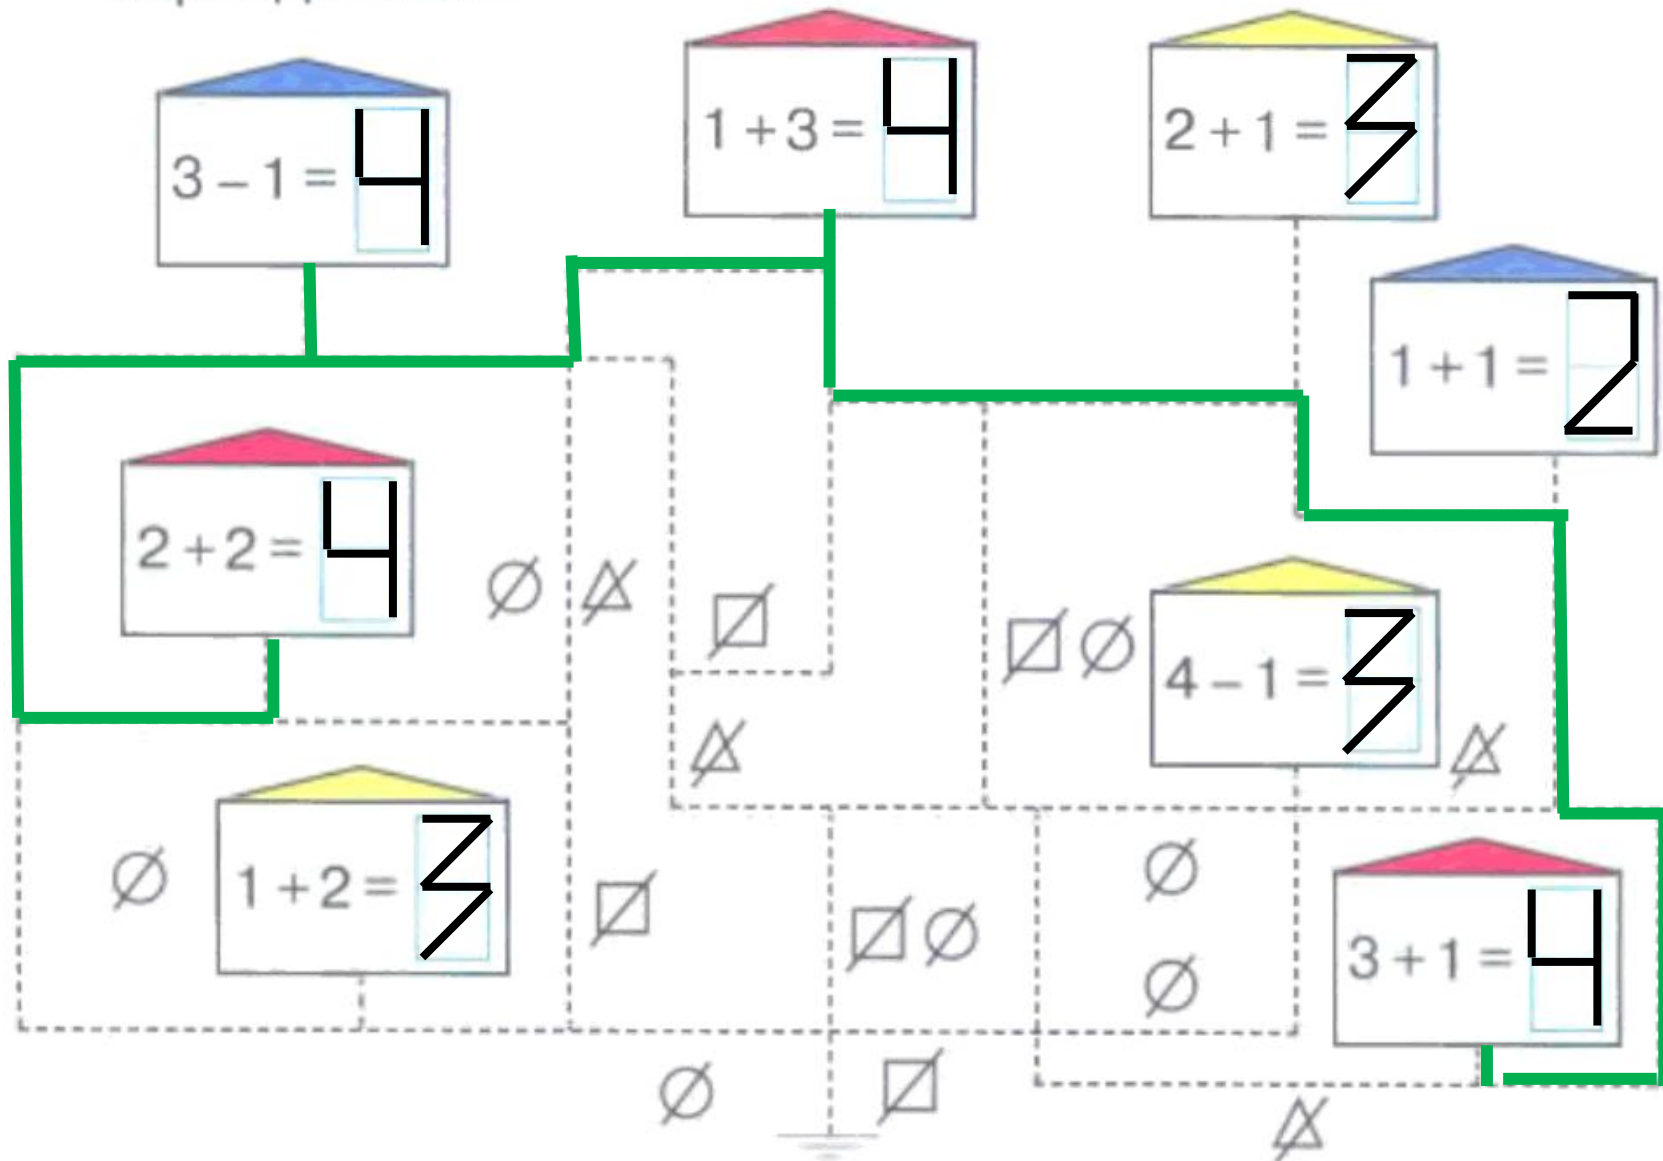 1 + 3 = 4
2 + 1 = 3
3 – 1 = 4
1 + 1 = 2
2 + 2 = 4
4 – 1 = 3
1 + 2 = 3
3 + 1 = 4